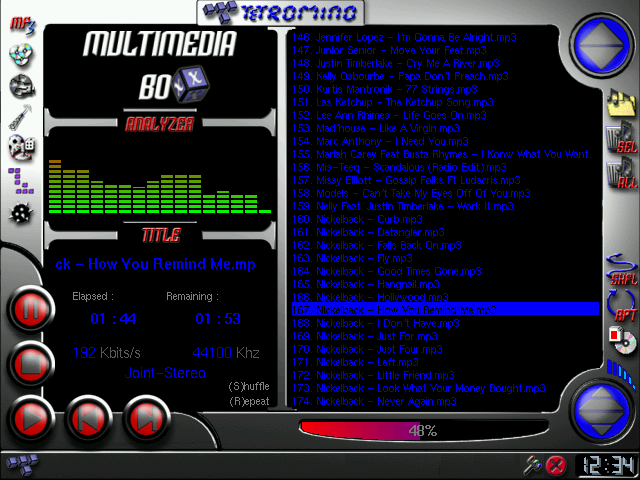 MP3
TETROMINO
MULTIMEDIA
BOX
ANALYZER
TITLE
ck - How You Remind Me.mp
Elapsed :
Remaining :
01 : 44
01 : 53
192 Kbits/s
44100 Khz
Joint-Stereo
(S)huffle
(R)epeat
146. Jennifer Lopez - I'm Gonna Be Alright.mp3
147. Junior Senior - Move Your Feet.mp3
148. Justin Timberlake - Cry Me A River.mp3
149. Kelly Osbourne - Papa Don't Preach.mp3
150. Kurtis Mantronik - 77 Strings.mp3
151. Las Ketchup - The Ketchup Song.mp3
152. Lee Ann Rhimes - Life Goes On.mp3
153. Mad'house - Like A Virgin.mp3
154. Marc Anthony - I Need You.mp3
155. Mariah Carey Feat Busta Rhymes - I Know What You Want
156. Mis-Teeq - Scandalous (Radio Edit).mp3
157. Missy Elliott - Gossip Folks Ft Ludacris.mp3
158. Models - Can't Take My Eyes Off Of You.mp3
159. Nelly Feat. Justin Timberlake - Work It.mp3
160. Nickelback - Curb.mp3
161. Nickelback - Detangler.mp3
162. Nickelback - Falls Back On.mp3
163. Nickelback - Fly.mp3
164. Nickelback - Good Times Gone.mp3
165. Nickelback - Hangnail.mp3
166. Nickelback - Hollywood.mp3
167. Nickelback - How You Remind Me.mp3
168. Nickelback - I Don't Have.mp3
169. Nickelback - Just For.mp3
170. Nickelback - Just Four.mp3
171. Nickelback - Left.mp3
172. Nickelback - Little Friend.mp3
173. Nickelback - Look What Your Money Bought.mp3
174. Nickelback - Never Again.mp3
48%
SEL
ALL
SHFL
RPT
12:34